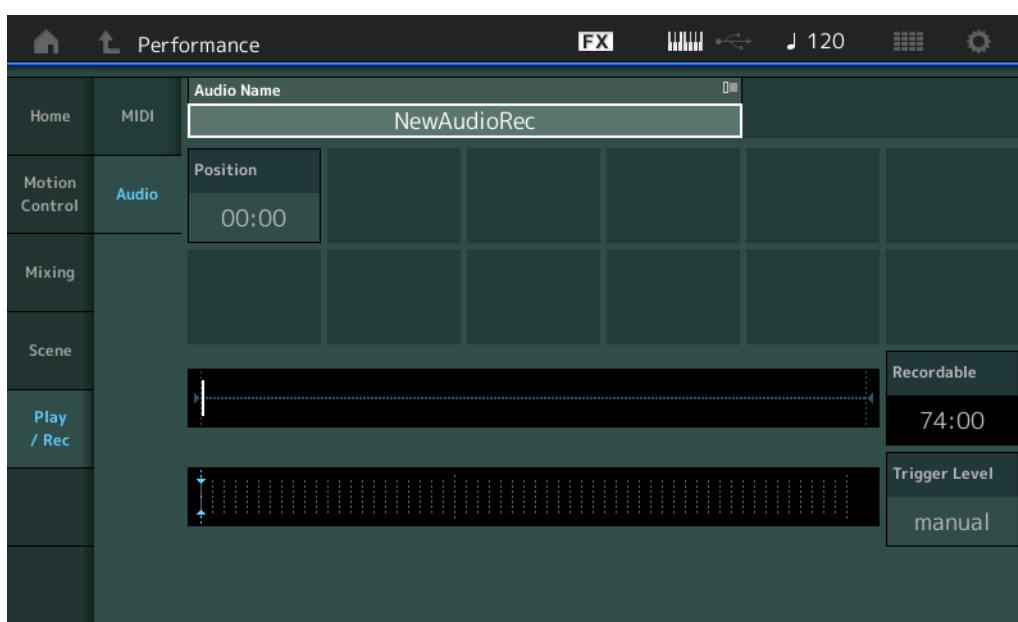 Performance
FX
♩ 120
Home
Motion
Control
Mixing
Scene
Play
/ Rec
MIDI
Audio
Audio Name
NewAudioRec
Position
00:00
Recordable
74:00
Trigger Level
manual